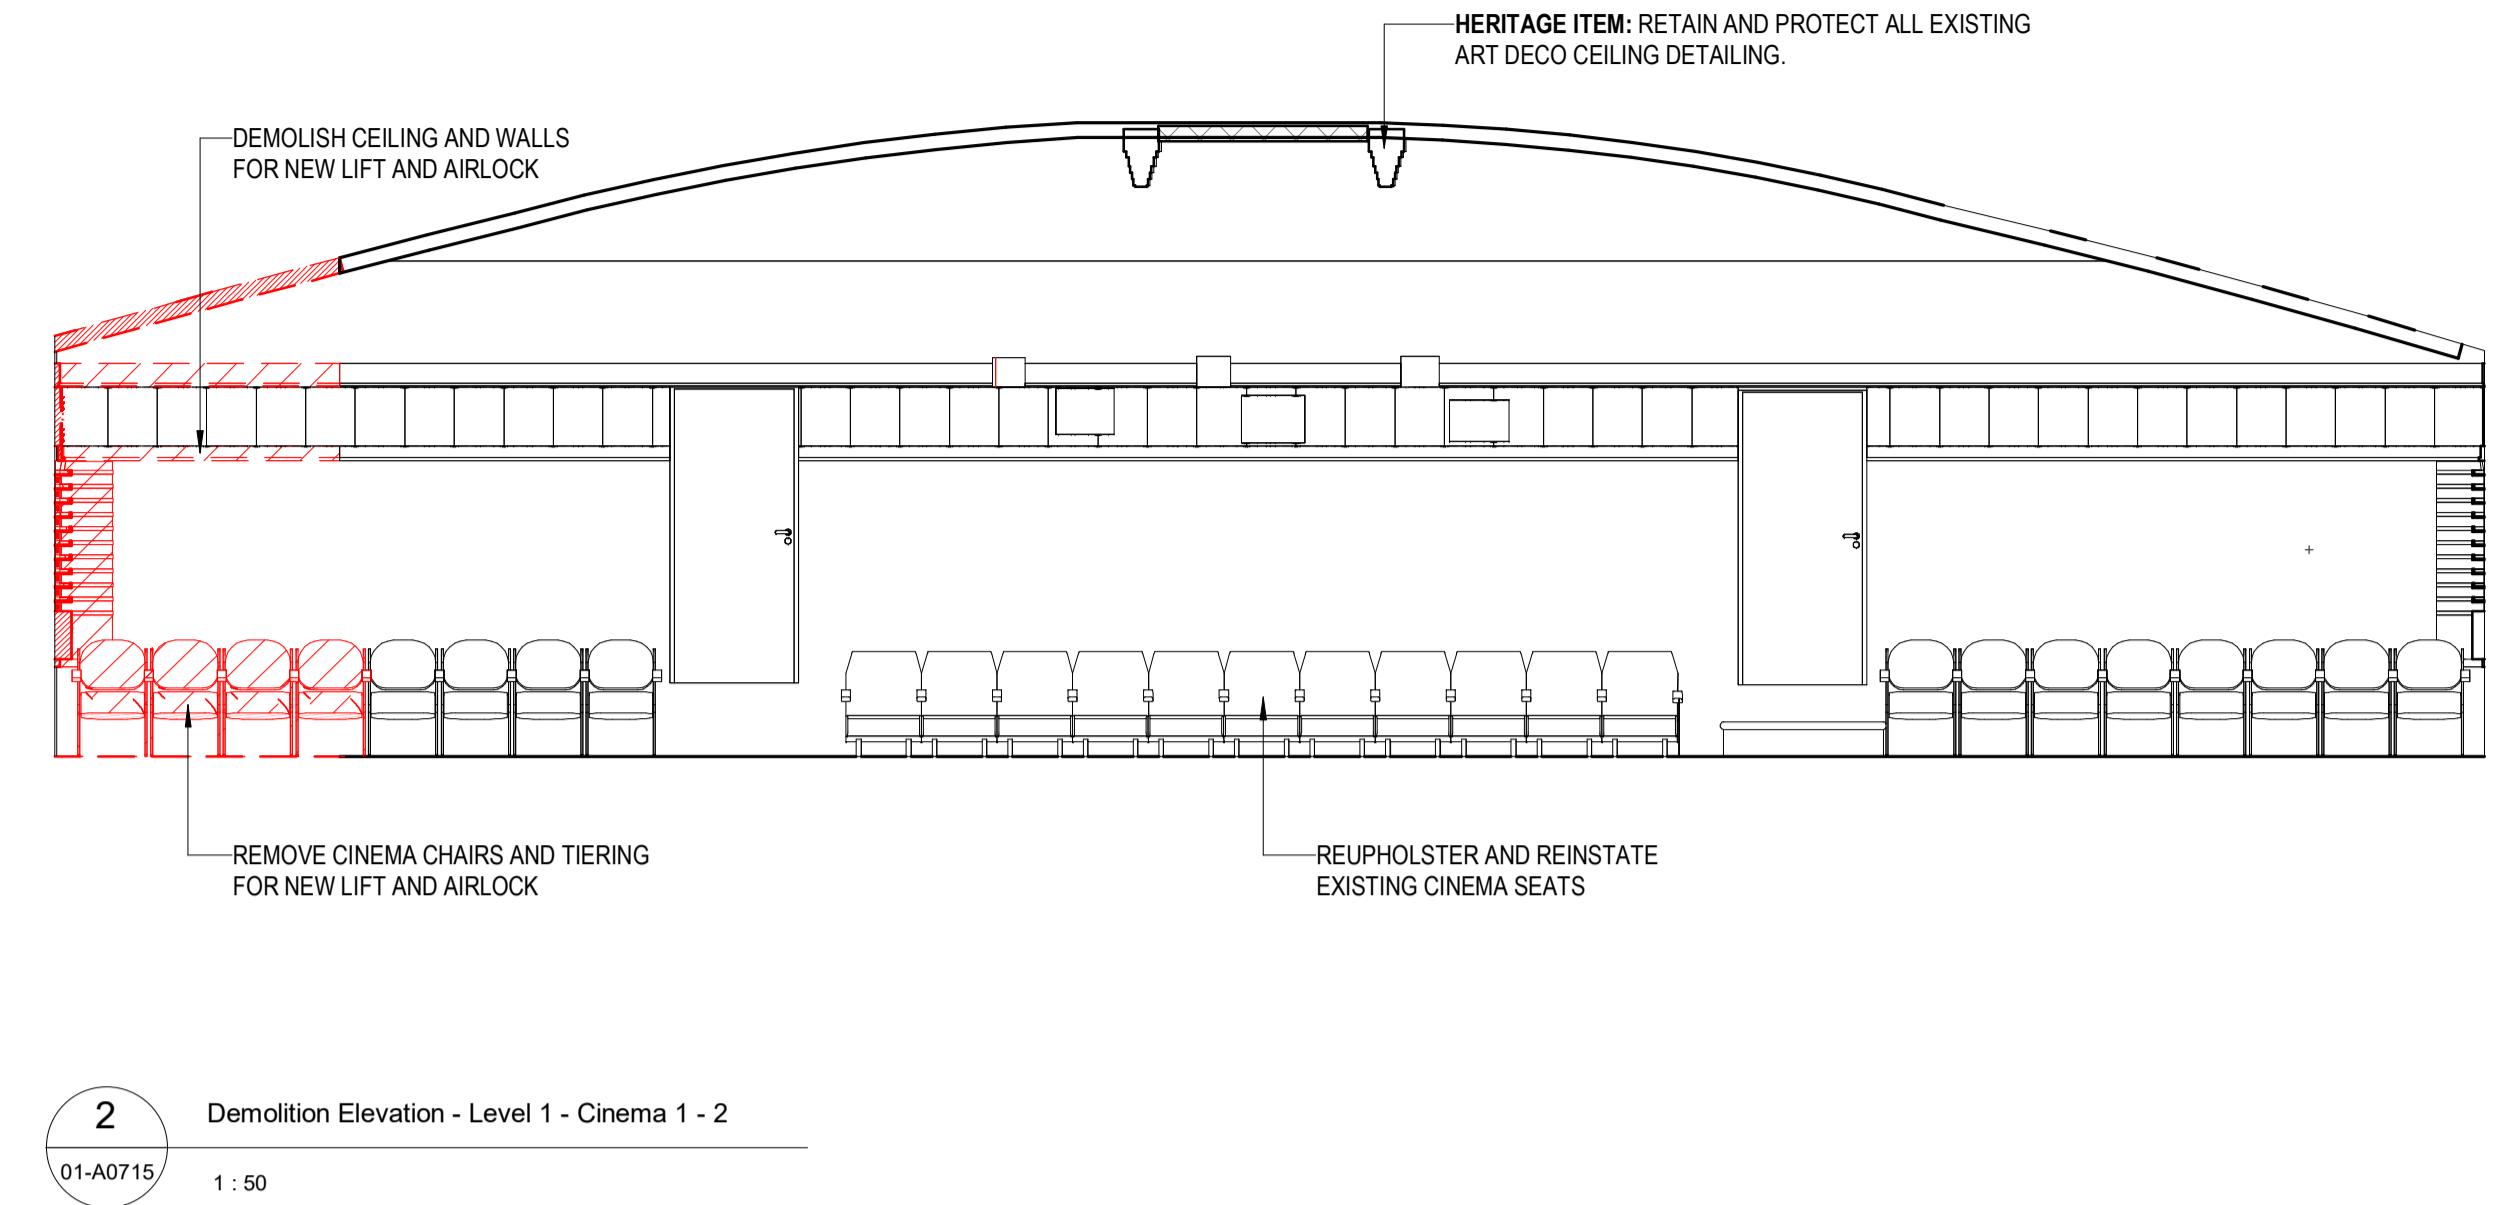 HERITAGE ITEM: RETAIN AND PROTECT ALL EXISTING
ART DECO CEILING DETAILING.
DEMOLISH CEILING AND WALLS
FOR NEW LIFT AND AIRLOCK
REMOVE CINEMA CHAIRS AND TIERING
FOR NEW LIFT AND AIRLOCK
REUPHOLSTER AND REINSTATE
EXISTING CINEMA SEATS
2
01-A0715
Demolition Elevation - Level 1 - Cinema 1 - 2
1 : 50